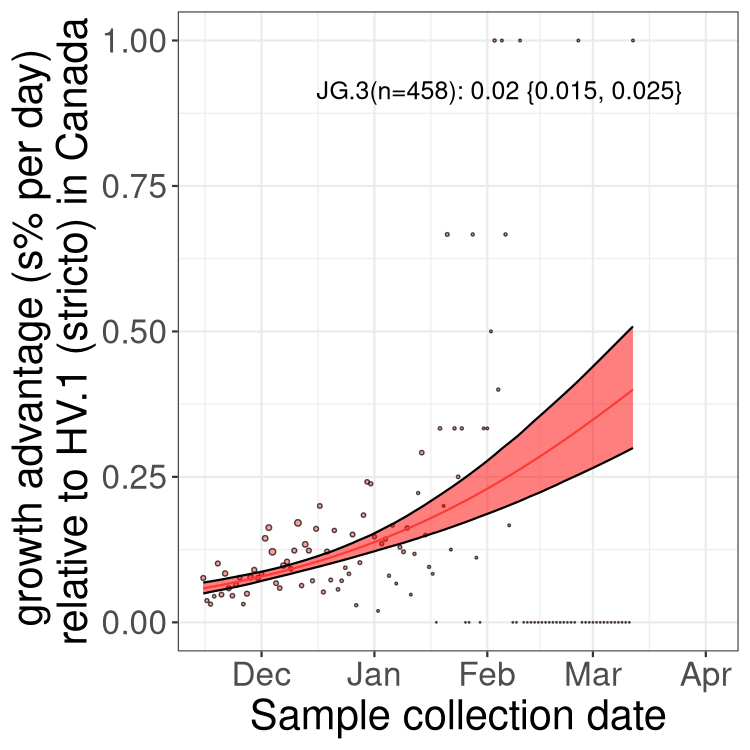 growth advantage (s% per day)
relative to HV.1 (stricto) in Canada
1.00
0.75
0.50
0.25
0.00
JG.3(n=458): 0.02 {0.015, 0.025}
Dec Jan Feb Mar Apr
Sample collection date